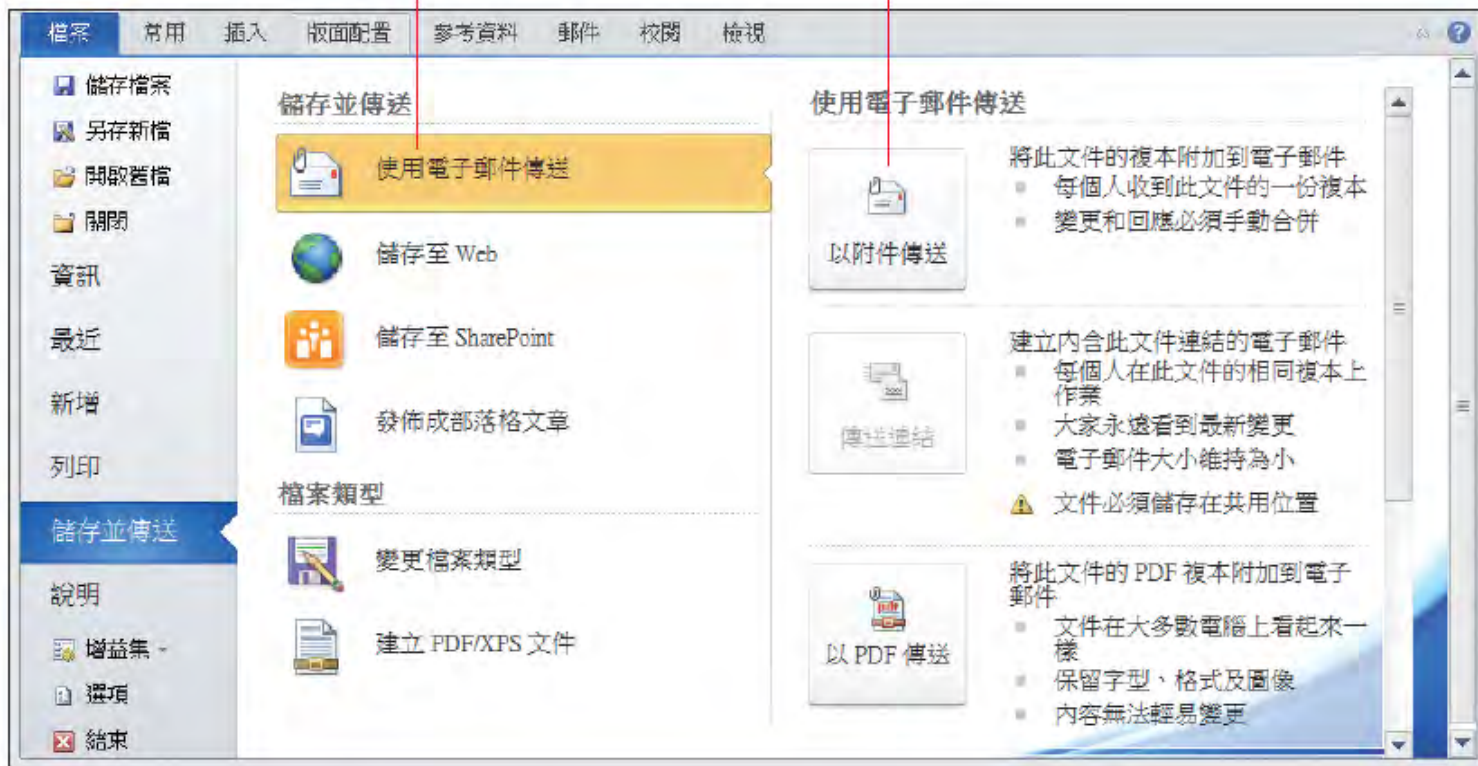 檔案 常用 插入 版面配置 參考資料 郵件 校閱 檢視
儲存檔案
另存新檔
開啟舊檔
關閉
資訊
最近
新增
列印
儲存並傳送
說明
增益集
選項
結束
儲存並傳送
使用電子郵件傳送
儲存至 Web
儲存至 SharePoint
發佈成部落格文章
檔案類型
變更檔案類型
建立 PDF/XPS 文件
使用電子郵件傳送
以附件傳送
將此文件的複本附加到電子郵件
每個人收到此文件的一份複本
變更和回應必須手動合併
傳送連結
建立內含此文件連結的電子郵件
每個人在此文件的相同複本上
作業
大家永遠看到最新變更
電子郵件大小維持為小
文件必須儲存在共用位置
以 PDF 傳送
將此文件的 PDF 複本附加到電子
郵件
文件在大多數電腦上看起來一
樣
保留字型、格式及圖像
內容無法輕易變更